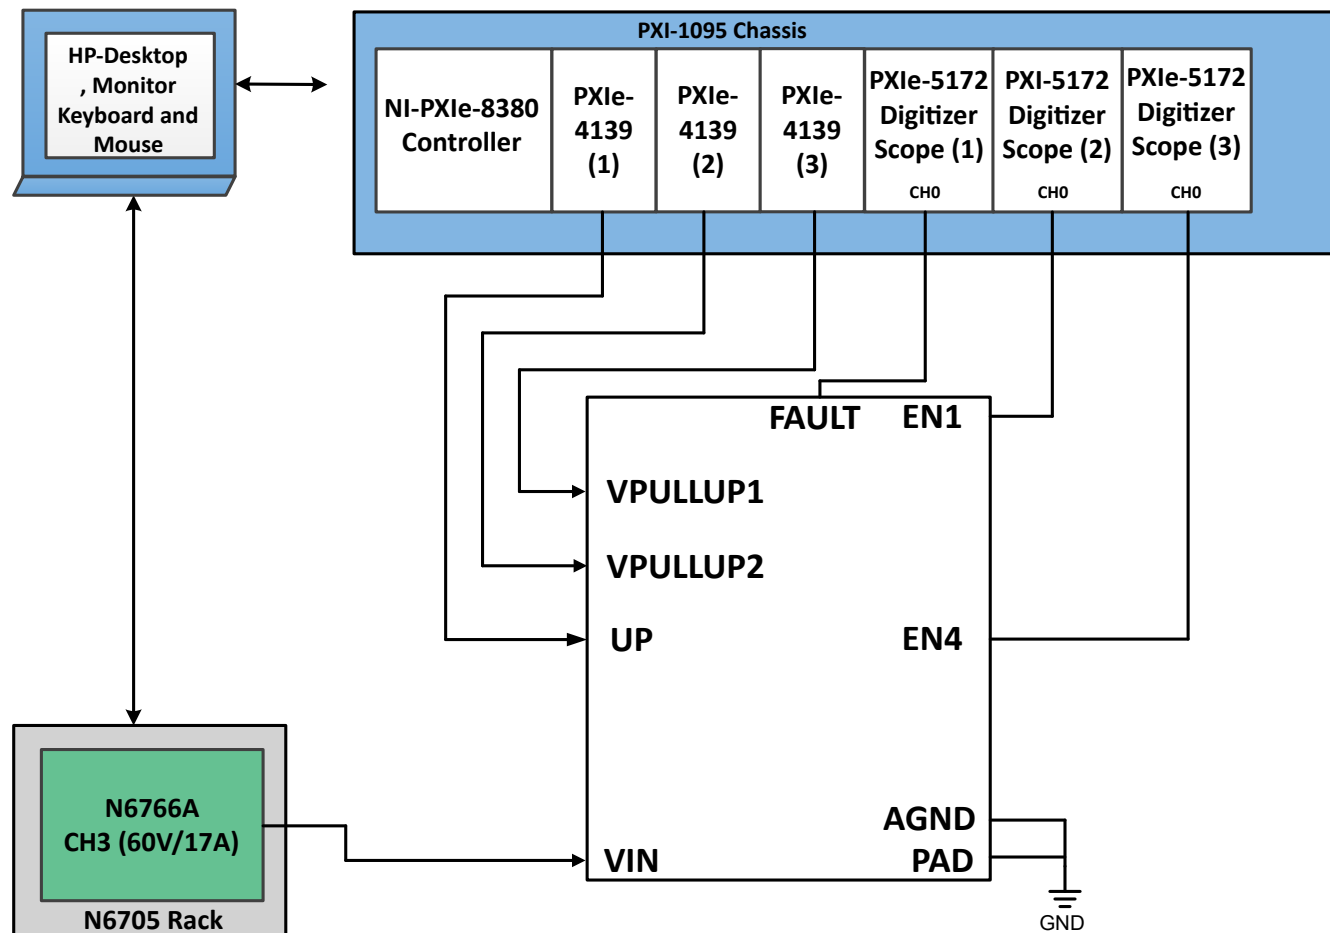 PXI-1095 Chassis
HP-Desktop
, Monitor
Keyboard and
Mouse
NI-PXIe-8380
Controller
PXIe-
4139
(1)
PXIe-
4139
(2)
PXIe-
4139
(3)
PXIe-5172
Digitizer
Scope (1)
CH0
PXI-5172
Digitizer
Scope (2)
CH0
PXIe-5172
Digitizer
Scope (3)
CH0
FAULT
EN1
VPULLUP1
VPULLUP2
UP
EN4
AGND
VIN
PAD
GND
N6766A
CH3 (60V/17A)
N6705 Rack